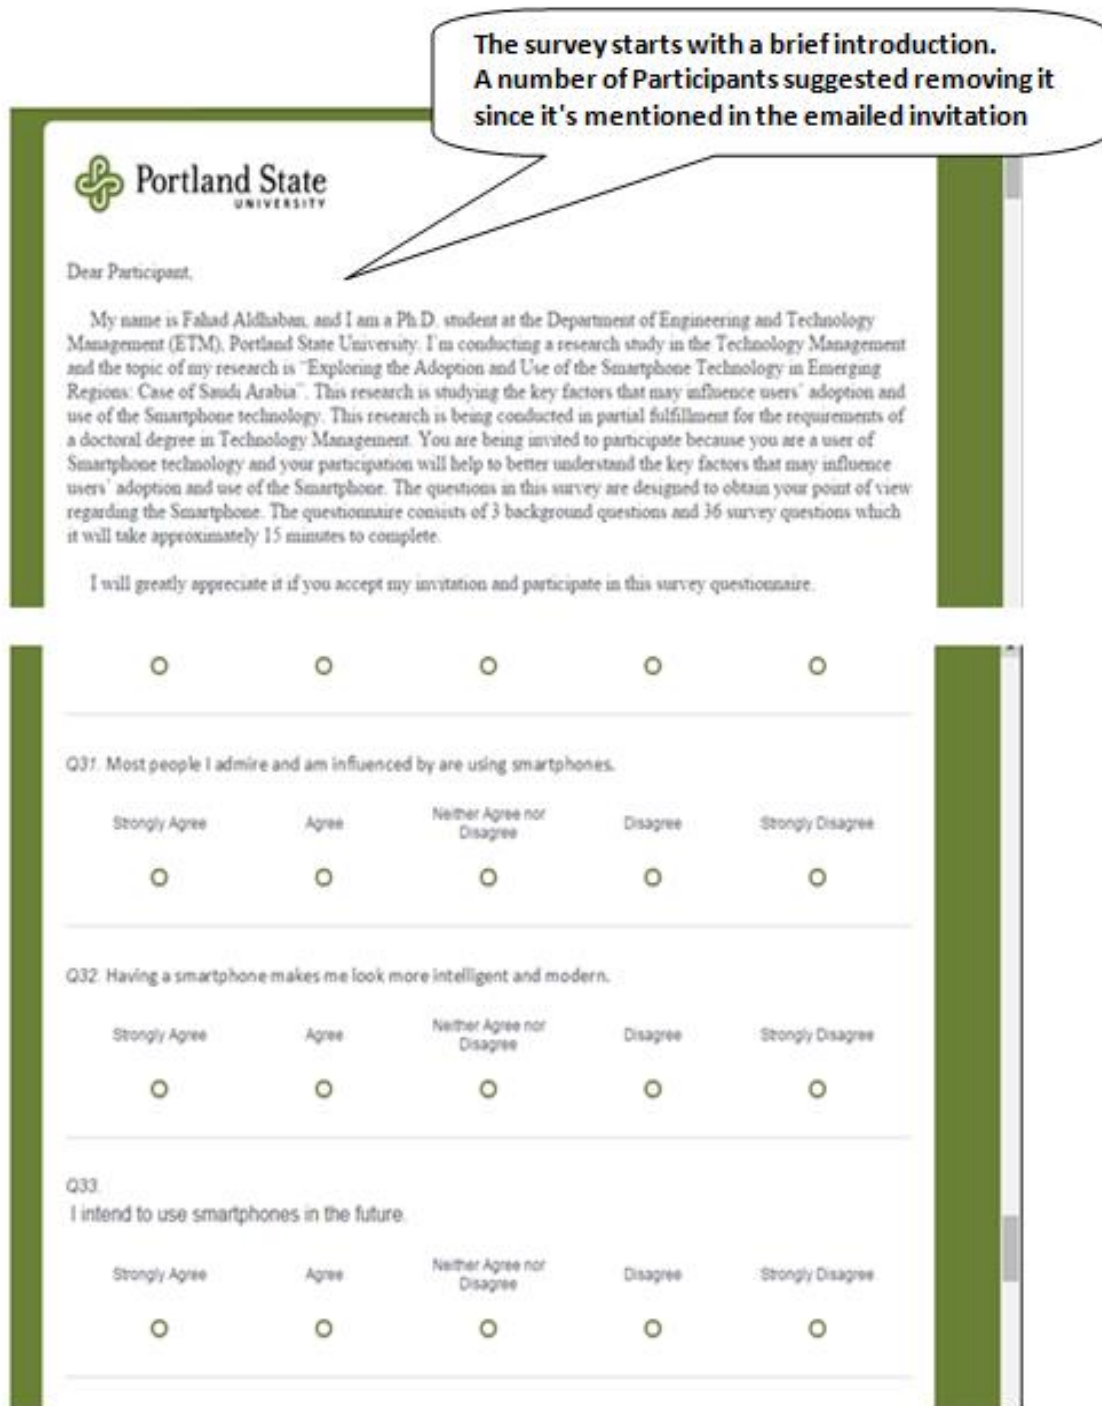 The survey starts with a brief introduction.
A number of Participants suggested removing it
since it's mentioned in the emailed invitation
Portland State
UNIVERSITY
Dear Participant,
My name is Fahad Aldhaban, and I am a Ph.D. student at the Department of Engineering and Technology
Management (ETM), Portland State University. I'm conducting a research study in the Technology Management
and the topic of my research is "Exploring the Adoption and Use of the Smartphone Technology in Emerging
Regions: Case of Saudi Arabia". This research is studying the key factors that may influence users' adoption and
use of the Smartphone technology. This research is being conducted in partial fulfillment for the requirements of
a doctoral degree in Technology Management. You are being invited to participate because you are a user of
Smartphone technology and your participation will help to better understand the key factors that may influence
users' adoption and use of the Smartphone. The questions in this survey are designed to obtain your point of view
regarding the Smartphone. The questionnaire consists of 3 background questions and 36 survey questions which
it will take approximately 15 minutes to complete.
I will greatly appreciate it if you accept my invitation and participate in this survey questionnaire.
Q31. Most people I admire and am influenced by are using smartphones.
Strongly Agree Agree Neither Agree nor Disagree Disagree Strongly Disagree
Q32. Having a smartphone makes me look more intelligent and modern.
Strongly Agree Agree Neither Agree nor Disagree Disagree Strongly Disagree
Q33.
I intend to use smartphones in the future.
Strongly Agree Agree Neither Agree nor Disagree Disagree Strongly Disagree